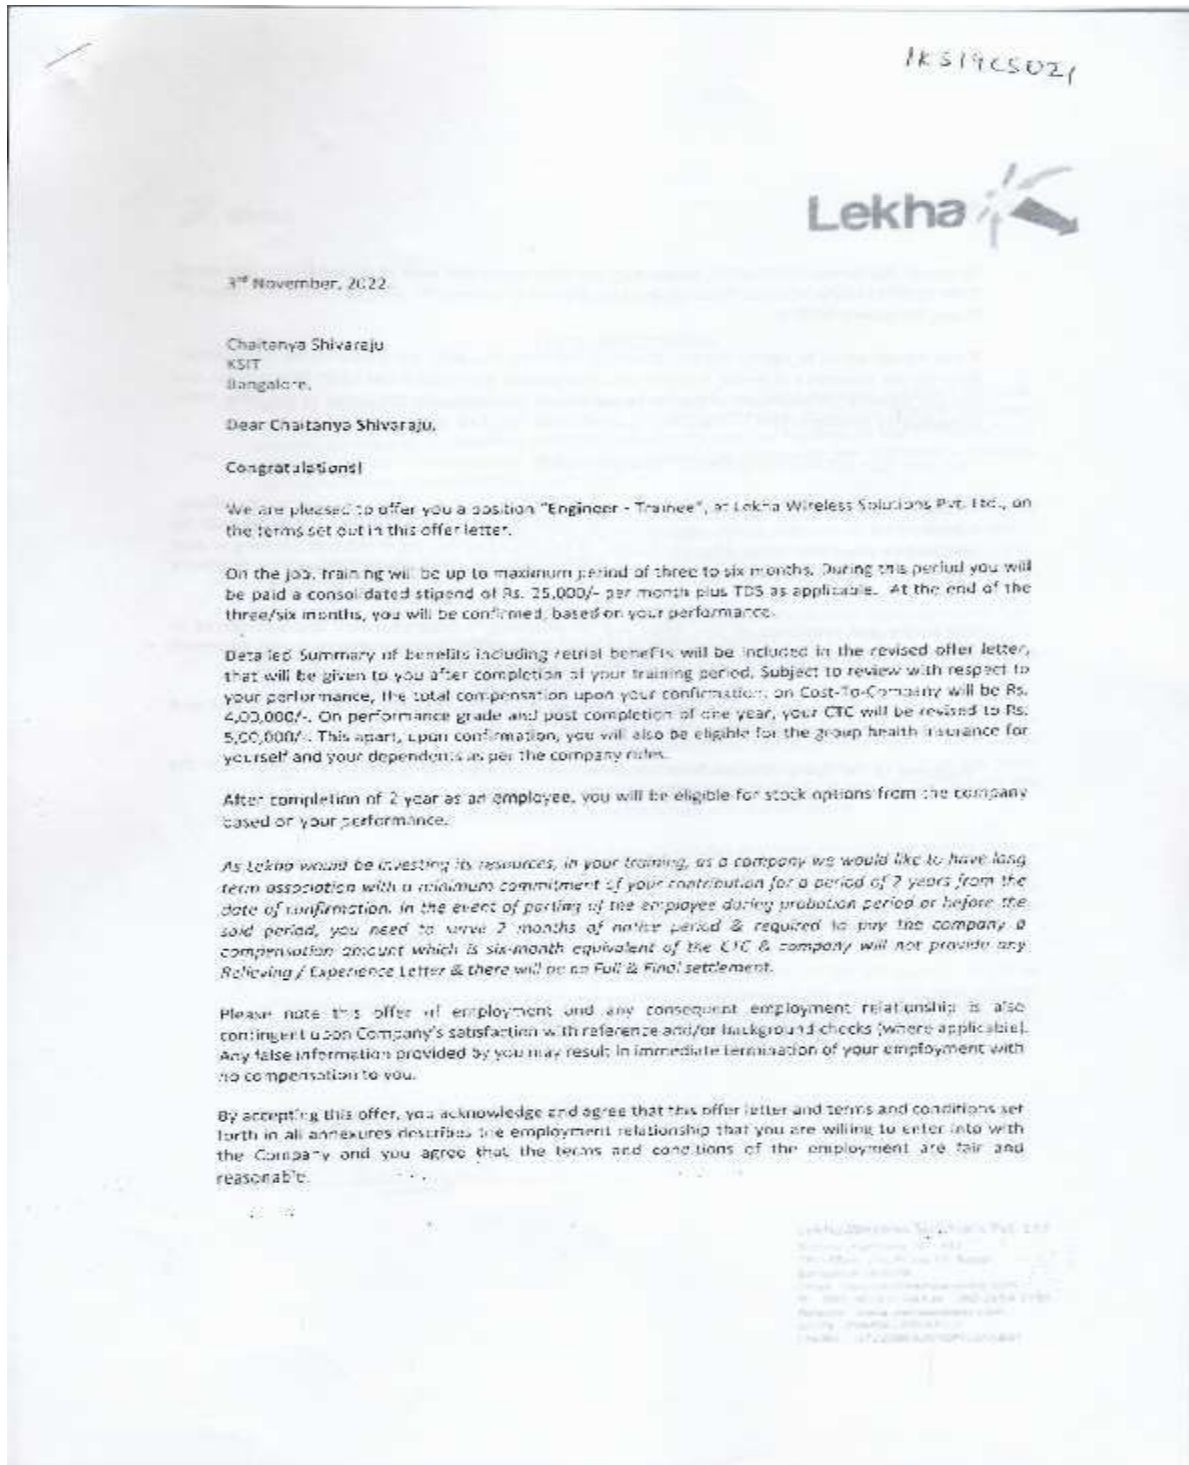 1KS19CS021
Lekha
3rd November, 2022
Chaitanya Shivaraju
KSIT
Bangalore.
Dear Chaitanya Shivaraju,
Congratulations!
We are pleased to offer you a position "Engineer - Trainee", at Lekha Wireless Solutions Pvt. Ltd., on
the terms set out in this offer letter.
On the job, training will be up to maximum period of three to six months. During this period you will
be paid a consolidated stipend of Rs. 25,000/- per month plus TDS as applicable. At the end of the
three/six months, you will be confirmed, based on your performance.
Detailed Summary of benefits including retrial benefits will be included in the revised offer letter,
that will be given to you after completion of your training period. Subject to review with respect to
your performance, the total compensation upon your confirmation, on Cost-To-Company will be Rs.
4,00,000/-. On performance grade and post completion of one year, your CTC will be revised to Rs.
5,00,000/-. This apart, upon confirmation, you will also be eligible for the group health insurance for
yourself and your dependents as per the company rules.
After completion of 2 year as an employee, you will be eligible for stock options from the company
based on your performance.
As Lekha would be investing its resources, in your training, as a company we would like to have long
term association with a minimum commitment of your contribution for a period of 2 years from the
date of confirmation. In the event of parting of the employee during probation period or before the
said period, you need to serve 2 months of notice period & required to pay the company a
compensation amount which is six-month equivalent of the CTC & company will not provide any
Relieving / Experience Letter & there will be no Full & Final settlement.
Please note this offer of employment and any consequent employment relationship is also
contingent upon Company's satisfaction with reference and/or background checks (where applicable).
Any false information provided by you may result in immediate termination of your employment with
no compensation to you.
By accepting this offer, you acknowledge and agree that this offer letter and terms and conditions set
forth in all annexures describes the employment relationship that you are willing to enter into with
the Company and you agree that the terms and conditions of the employment are fair and
reasonable.
Lekha Wireless Solutions Pvt. Ltd